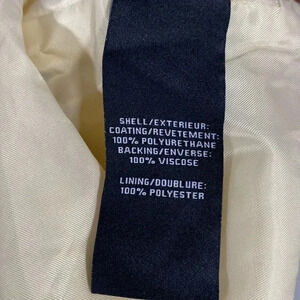 SHELL/EXTERIEUR:
COATING/REVETEMENT:
100% POLYURETHANE
BACKING/ENVERSE:
100% VISCOSE
LINING/DOUBLURE:
100% POLYESTER